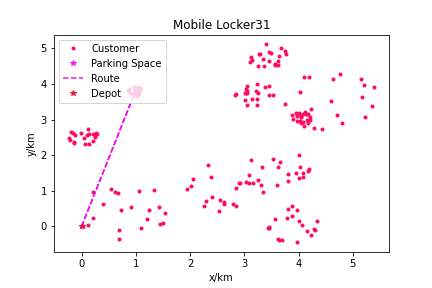 Mobile Locker31
Customer
Parking Space
Route
Depot
y/km
5
4
3
2
1
0
0 1 2 3 4 5
x/km